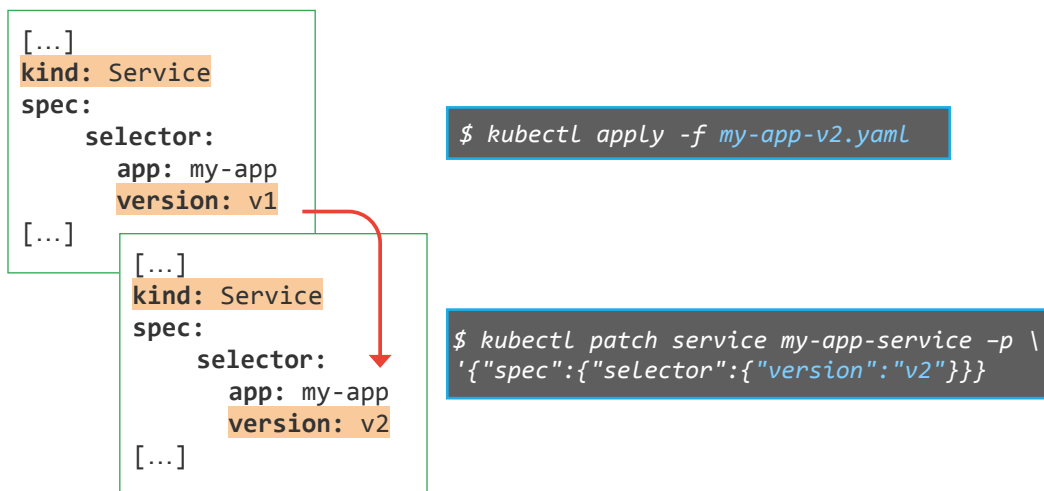 […]
kind: Service
spec:
    selector:
      app: my-app
      version: v1
[…]
[…]
kind: Service
spec:
    selector:
      app: my-app
      version: v2
[…]
$ kubectl apply -f my-app-v2.yaml
$ kubectl patch service my-app-service –p \
'{"spec":{"selector":{"version":"v2"}}}